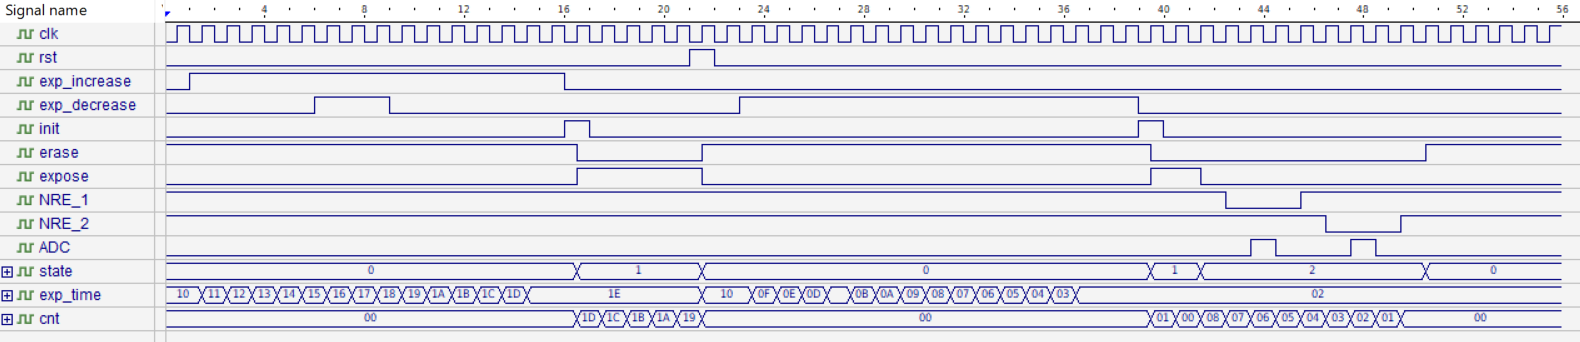 Signal name 4 8 12 16 20 24 28 32 36 40 44 48 52 56
clk
rst
exp_increase
exp_decrease
init
erase
expose
NRE_1
NRE_2
ADC
state 0 1 0 1 2 0
exp_time 10 11 12 13 14 15 16 17 18 19 1A 1B 1C 1D 1E 10 0F 0E 0D 0B 0A 09 08 07 06 05 04 03 02
cnt 00 1D 1C 1B 1A 19 00 01 00 08 07 06 05 04 03 02 01 00